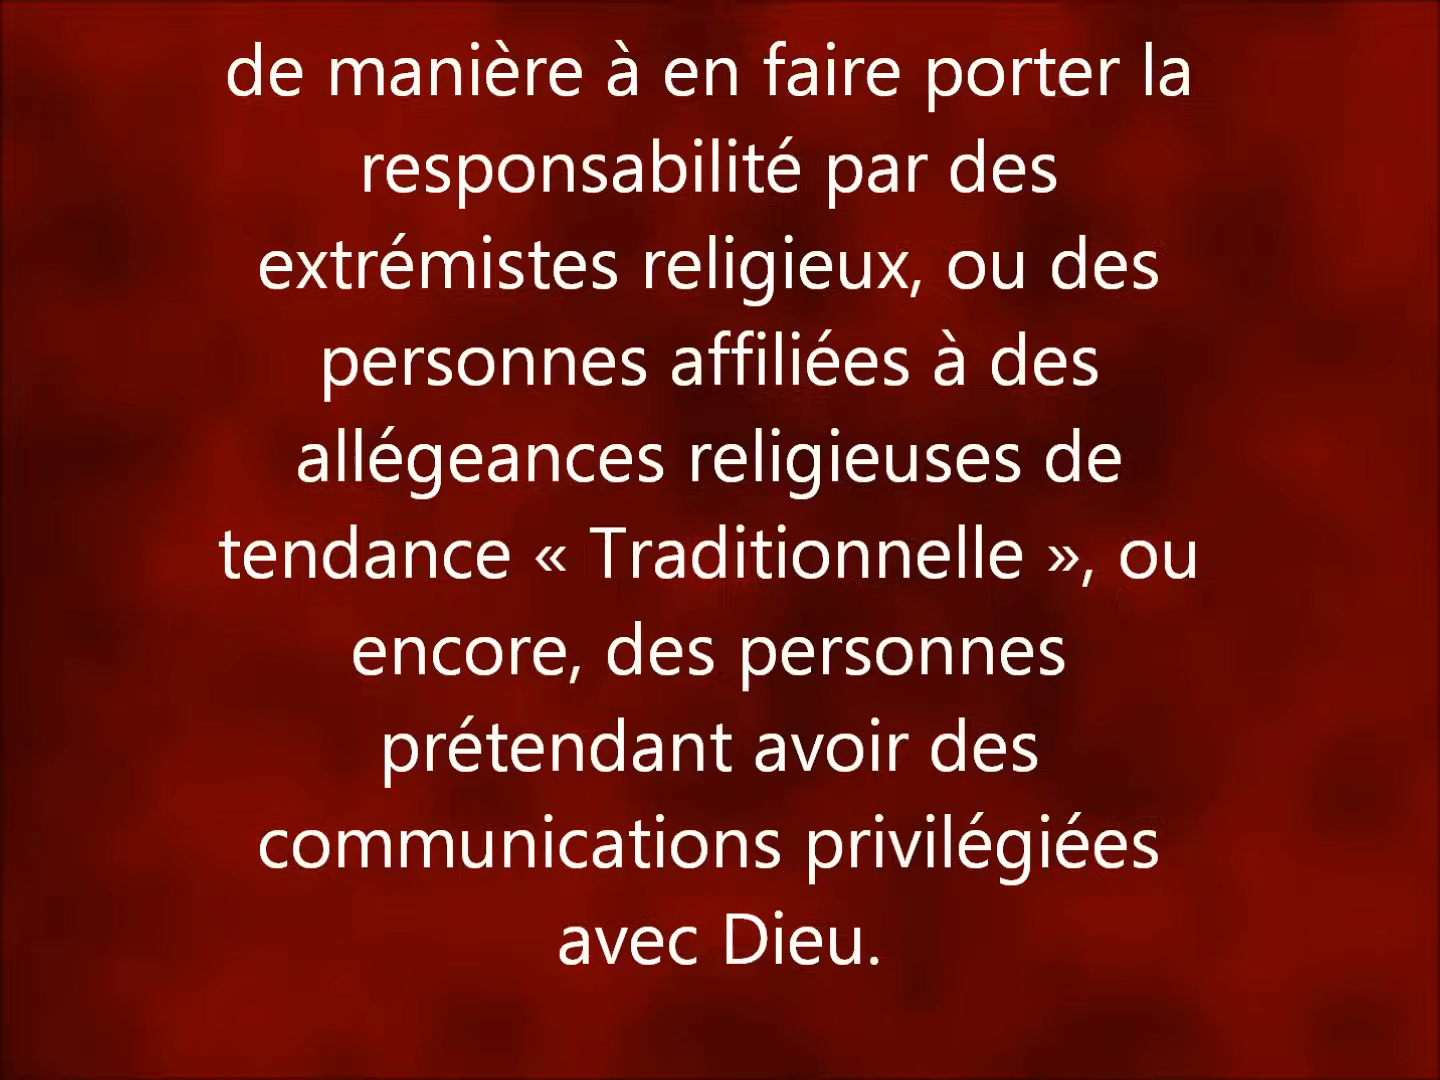 de manière à en faire porter la
responsabilité par des
extrémistes religieux, ou des
personnes affiliées à des
allégeances religieuses de
tendance « Traditionnelle », ou
encore, des personnes
prétendant avoir des
communications privilégiées
avec Dieu.